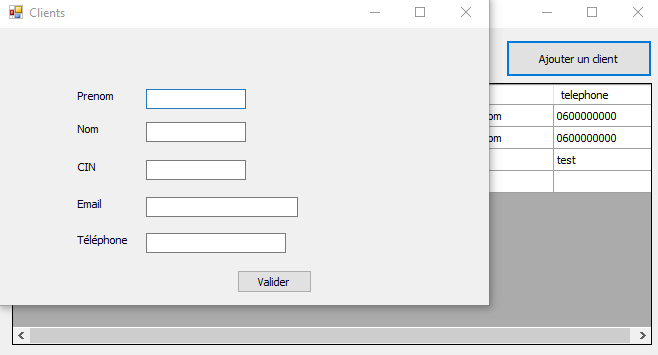 Clients
Prenom
Nom
CIN
Email
Téléphone
Valider
Ajouter un client
telephone
om 0600000000
om 0600000000
test